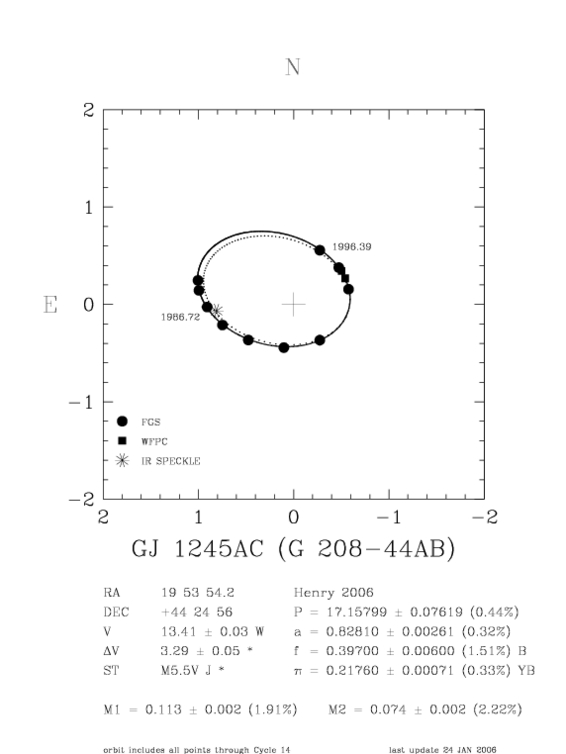 N
2
1996.39
1
E
0
1986.72
-1
FGS
WFPC
IR SPECKLE
-2
2 1 0 -1 -2
GJ 1245AC (G 208-44AB)
RA 19 53 54.2 Henry 2006
DEC +44 24 56 P = 17.15799 ± 0.07619 (0.44%)
V 13.41 ± 0.03 W a = 0.82810 ± 0.00261 (0.32%)
ΔV 3.29 ± 0.05 * f = 0.39700 ± 0.00600 (1.51%) B
ST M5.5V J * π = 0.21760 ± 0.00071 (0.33%) YB
M1 = 0.113 ± 0.002 (1.91%) M2 = 0.074 ± 0.002 (2.22%)
orbit includes all points through Cycle 14 last update 24 JAN 2006